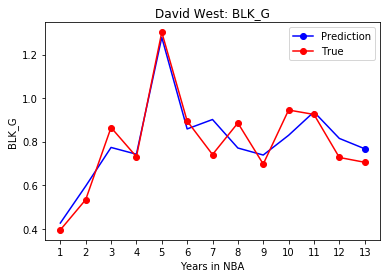 David West: BLK_G
Prediction
True
BLK_G
1.2
1.0
0.8
0.6
0.4
1 2 3 4 5 6 7 8 9 10 11 12 13
Years in NBA